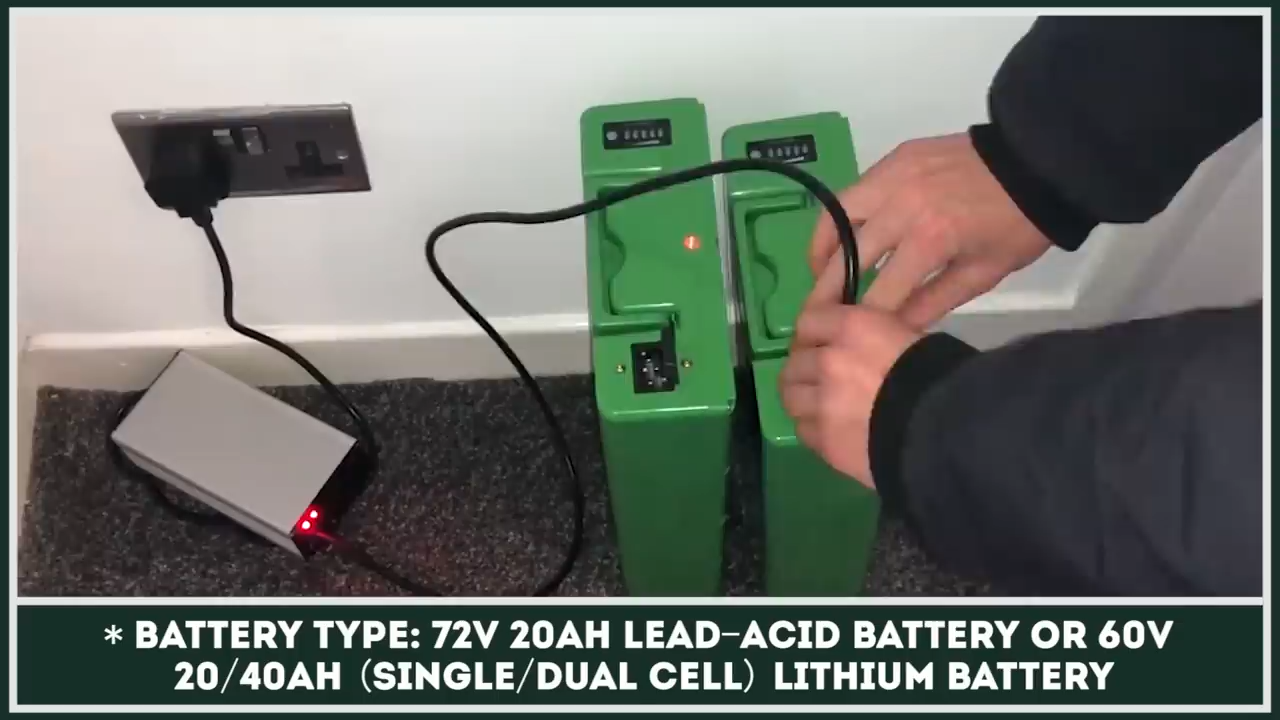 * BATTERY TYPE: 72V 20AH LEAD-ACID BATTERY OR 60V
20/40AH (SINGLE/DUAL CELL) LITHIUM BATTERY